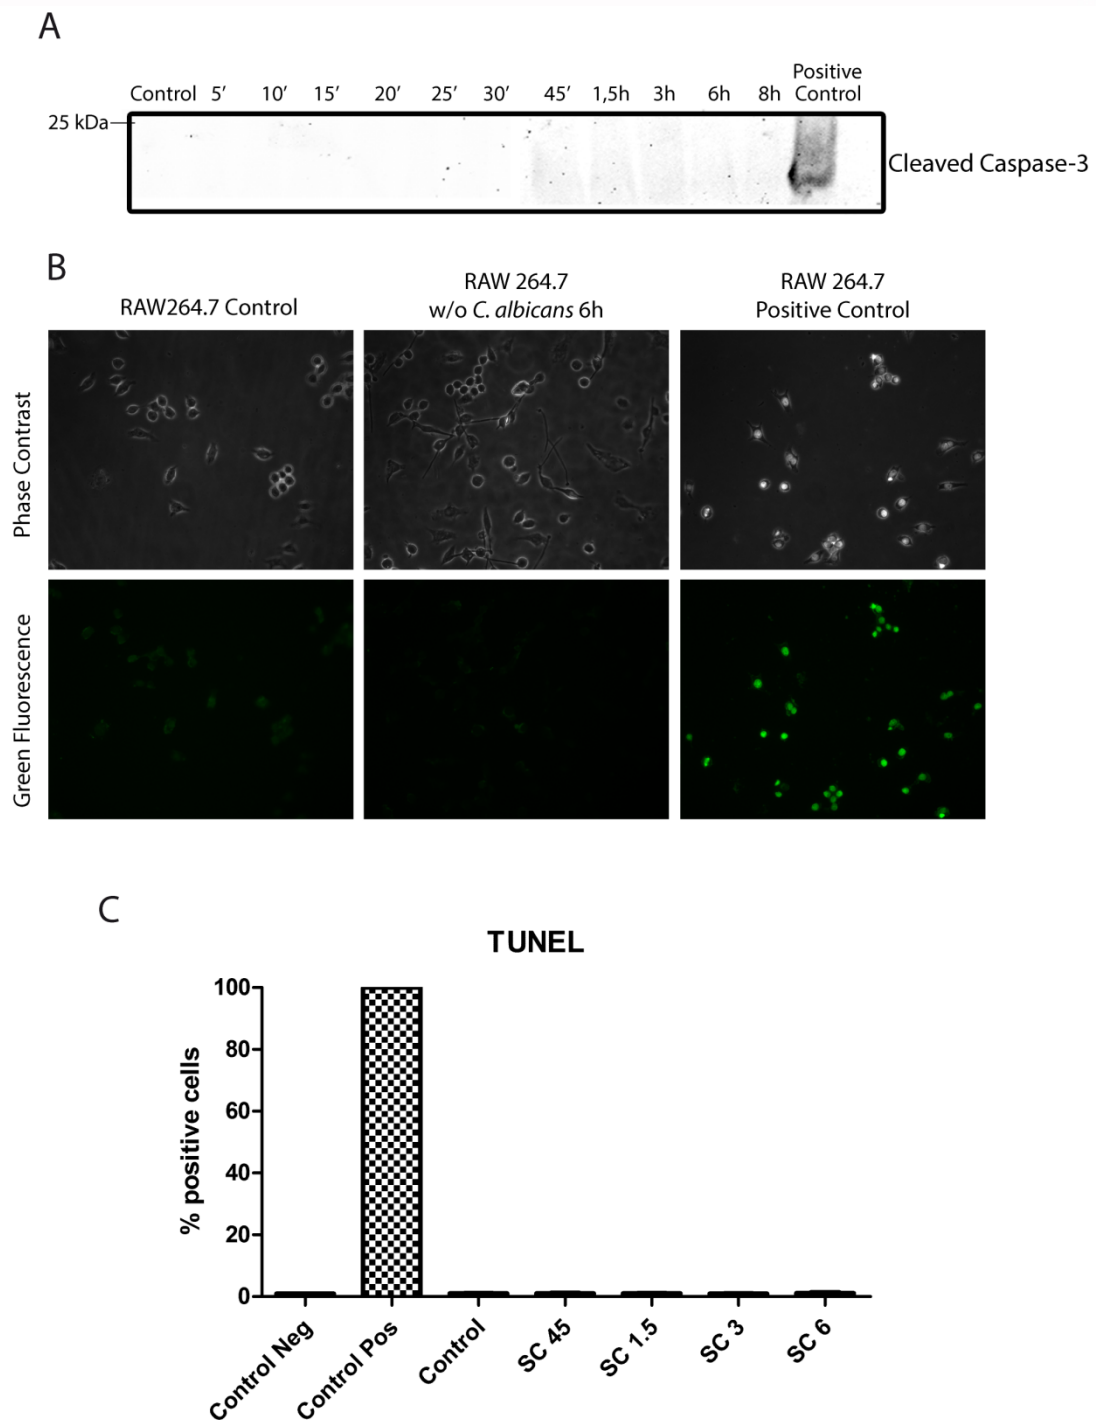 A
Control 5′ 10′ 15′ 20′ 25′ 30′ 45′ 1,5h 3h 6h 8h Positive Control
25 kDa
Cleaved Caspase-3
B
RAW264.7 Control
RAW 264.7
w/o C. albicans 6h
RAW 264.7
Positive Control
Phase Contrast
Green Fluorescence
C
TUNEL
% positive cells
100
80
60
40
20
0
Control Neg
Control Pos
Control
SC 45
SC 1.5
SC 3
SC 6